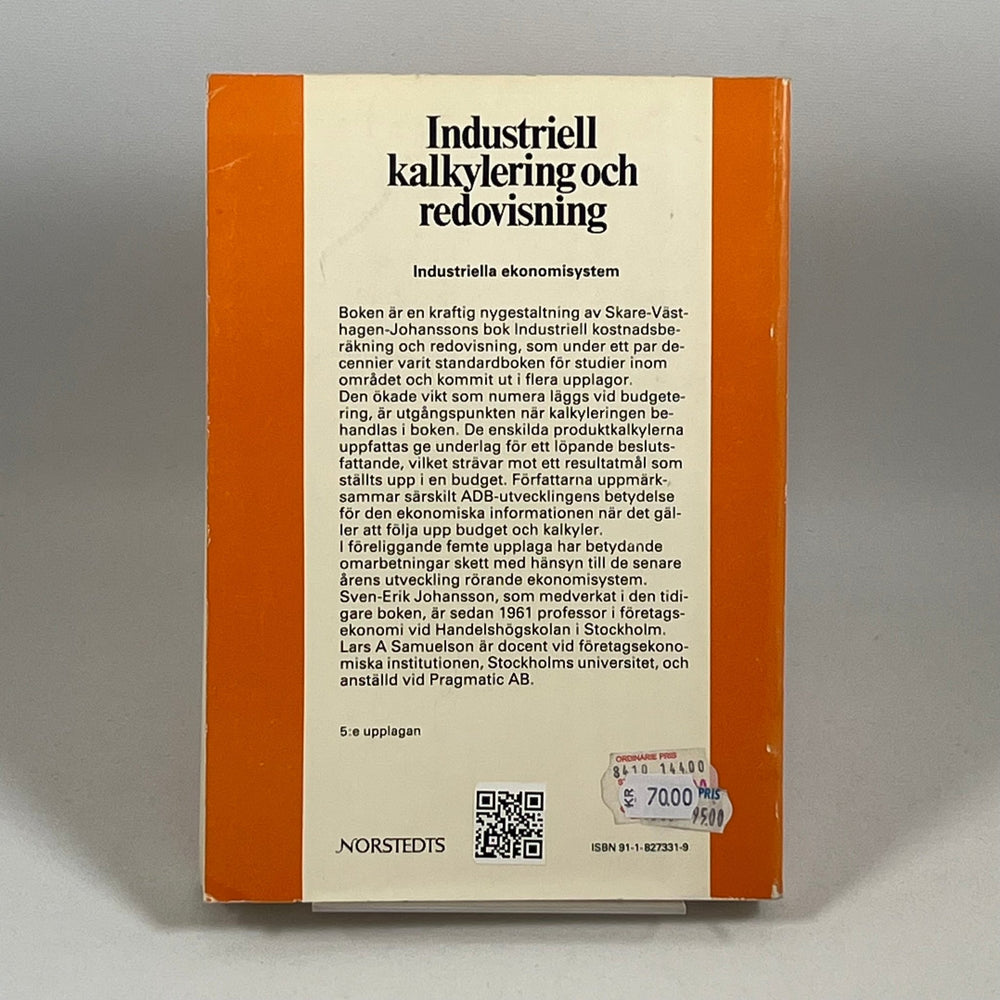 Industriell
kalkylering och
redovisning
Industriella ekonomisystem
Boken är en kraftig nygestaltning av Skare-Väst-
hagen-Johanssons bok Industriell kostnadsbe-
räkning och redovisning, som under ett par de-
cennier varit standardboken för studier inom
området och kommit ut i flera upplagor.
Den ökade vikt som numera läggs vid budgete-
ring, är utgångspunkten när kalkyleringen be-
handlas i boken. De enskilda produktkalkylerna
uppfattas ge underlag för ett löpande besluts-
fattande, vilket strävar mot ett resultatmål som
ställts upp i en budget. Författarna uppmärk-
sammar särskilt ADB-utvecklingens betydelse
för den ekonomiska informationen när det gäl-
ler att följa upp budget och kalkyler.
I föreliggande femte upplaga har betydande
omarbetningar skett med hänsyn till de senare
årens utveckling rörande ekonomisystem.
Sven-Erik Johansson, som medverkat i den tidi-
gare boken, är sedan 1961 professor i företags-
ekonomi vid Handelshögskolan i Stockholm.
Lars A Samuelson är docent vid företagsekono-
miska institutionen, Stockholms universitet, och
anställd vid Pragmatic AB.
5:e upplagan
ORDINARIE PRIS
8410 14400
KR 7000 PRIS
9500
NORSTEDTS
ISBN 91-1-827331-9